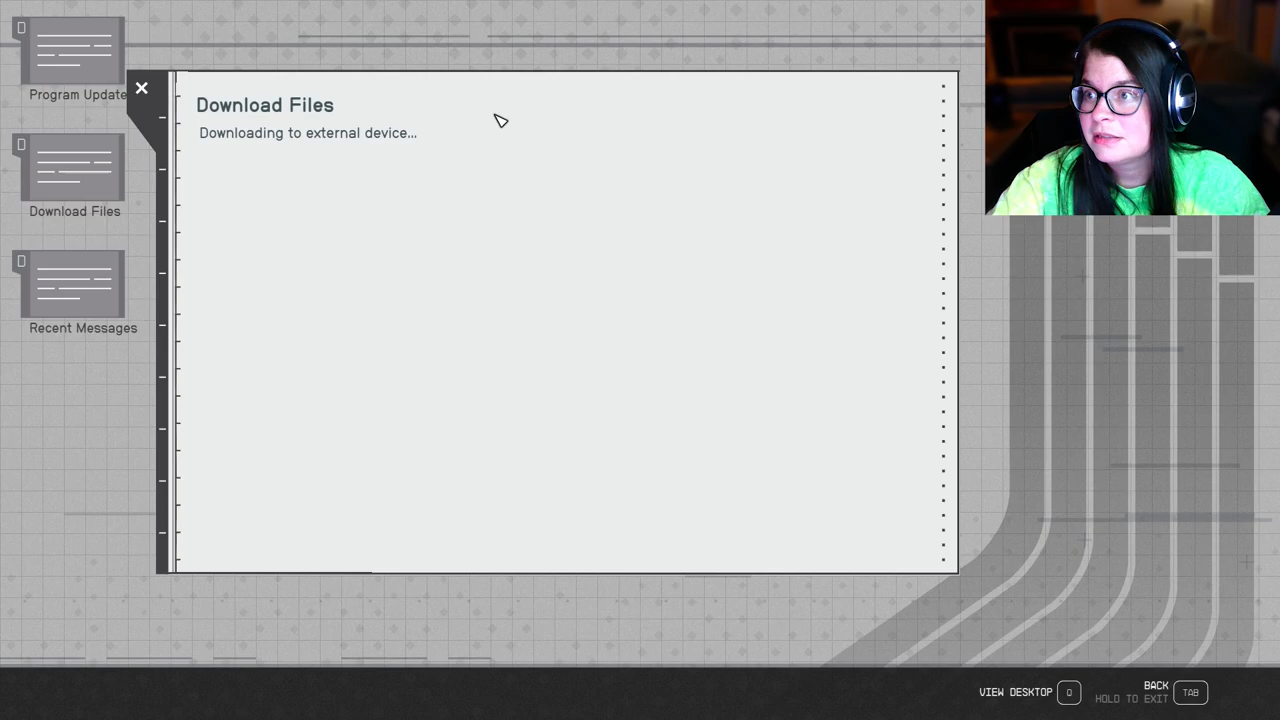 Program Update
Download Files
Recent Messages
Download Files
Downloading to external device...
VIEW DESKTOP Q
BACK
HOLD TO EXIT TAB